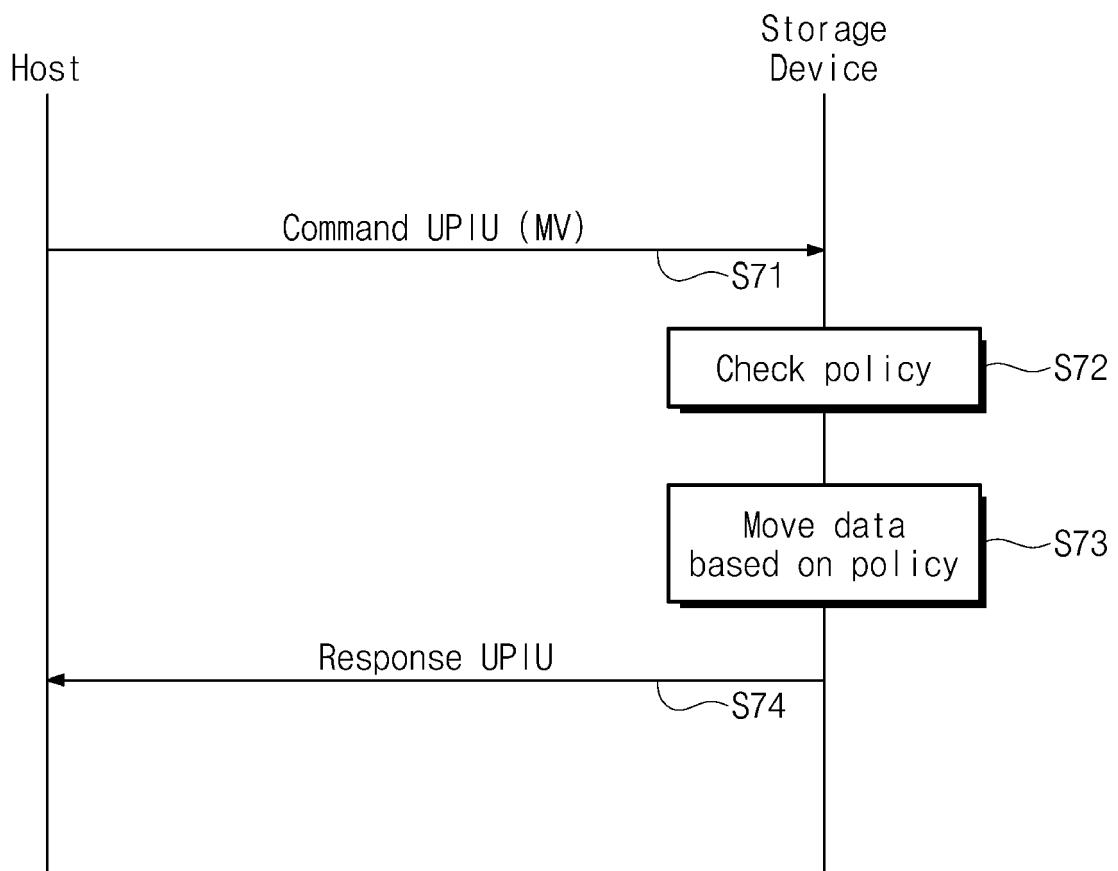 Host
Storage
Device
Command UPIU (MV)
S71
Check policy
S72
Move data
based on policy
S73
Response UPIU
S74